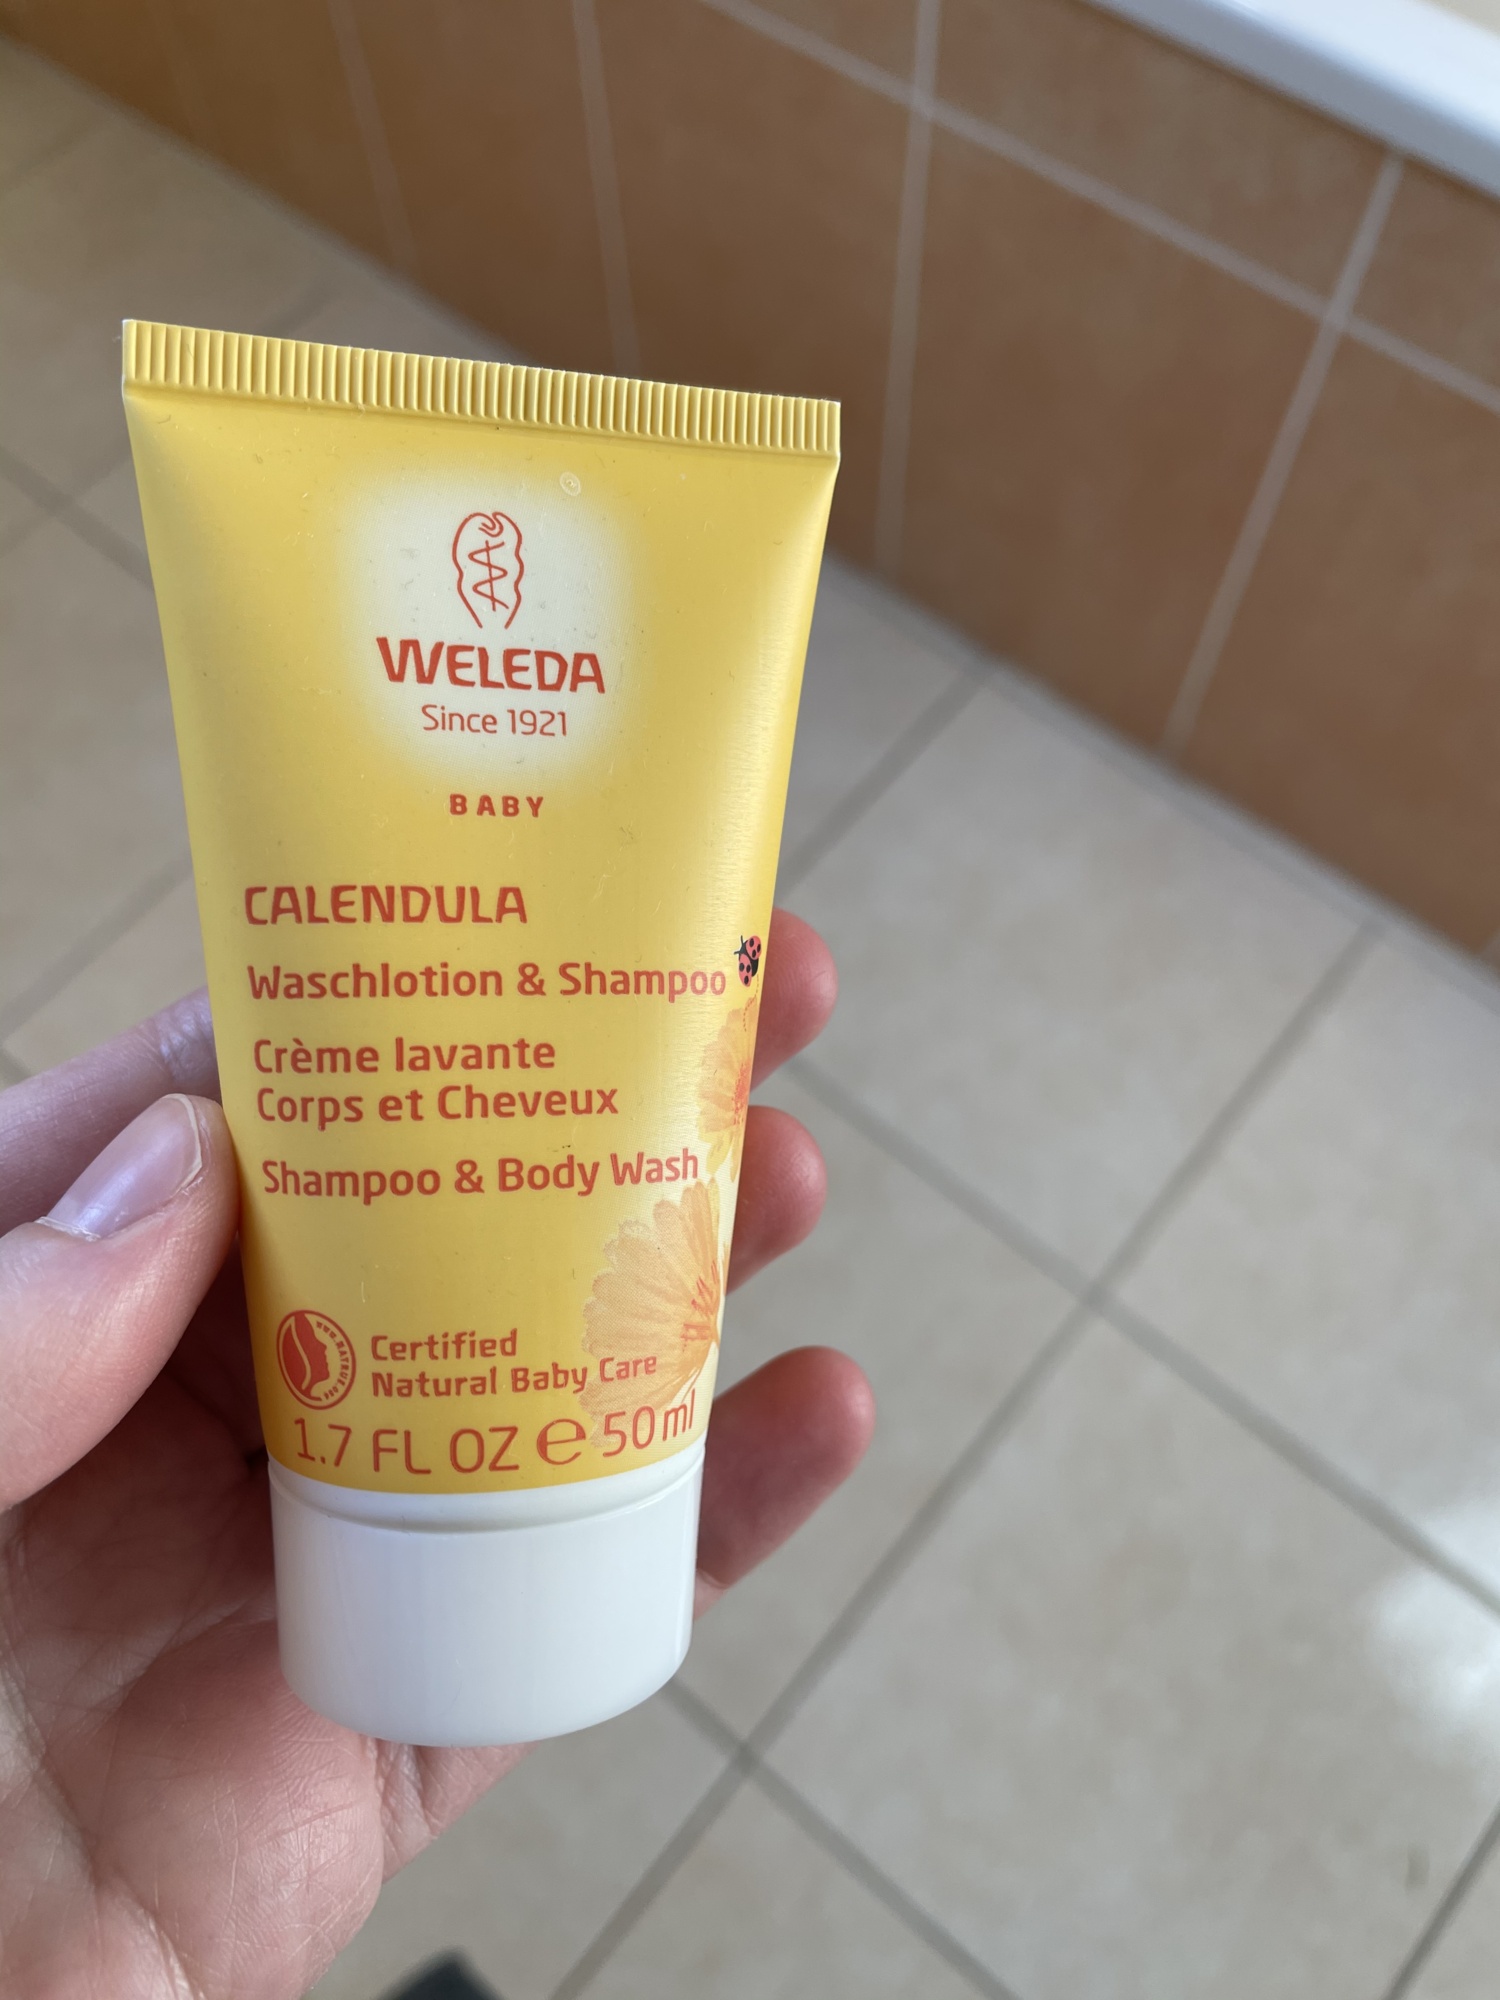 WELEDA
Since 1921
BABY
CALENDULA
Waschlotion & Shampoo
Crème lavante
Corps et Cheveux
Shampoo & Body Wash
Certified
Natural Baby Care
1.7 FL OZ e 50 ml